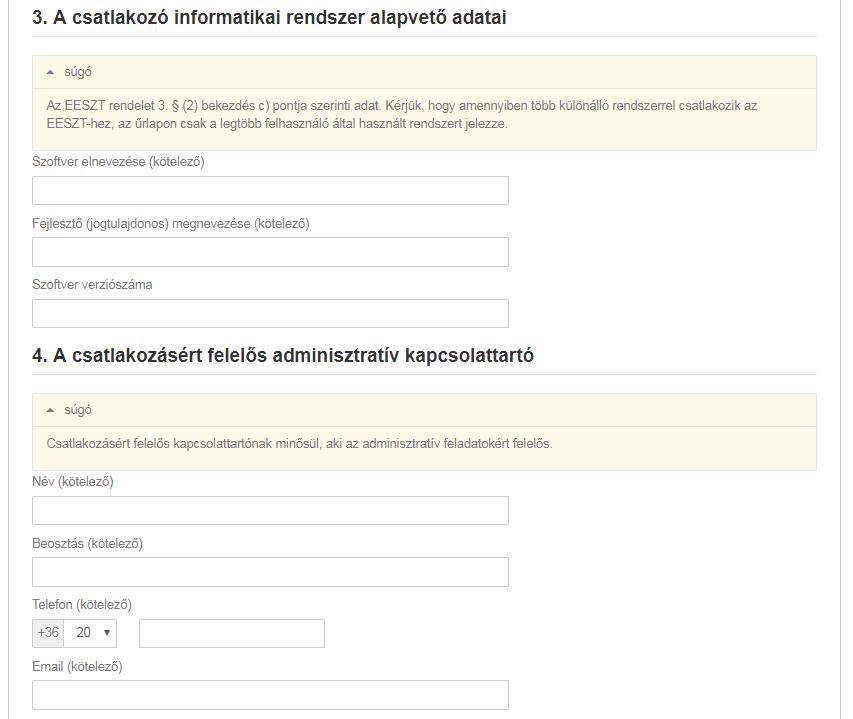 3. A csatlakozó informatikai rendszer alapvető adatai
súgó
Az EESZT rendelet 3. § (2) bekezdés c) pontja szerinti adat. Kérjük, hogy amennyiben több különálló rendszerrel csatlakozik az
EESZT-hez, az űrlapon csak a legtöbb felhasználó által használt rendszert jelezze.
Szoftver elnevezése (kötelező)
Fejlesztő (jogtulajdonos) megnevezése (kötelező)
Szoftver verziószáma
4. A csatlakozásért felelős adminisztratív kapcsolattartó
súgó
Csatlakozásért felelős kapcsolattartónak minősül, aki az adminisztratív feladatokért felelős.
Név (kötelező)
Beosztás (kötelező)
Telefon (kötelező)
+36 20
Email (kötelező)